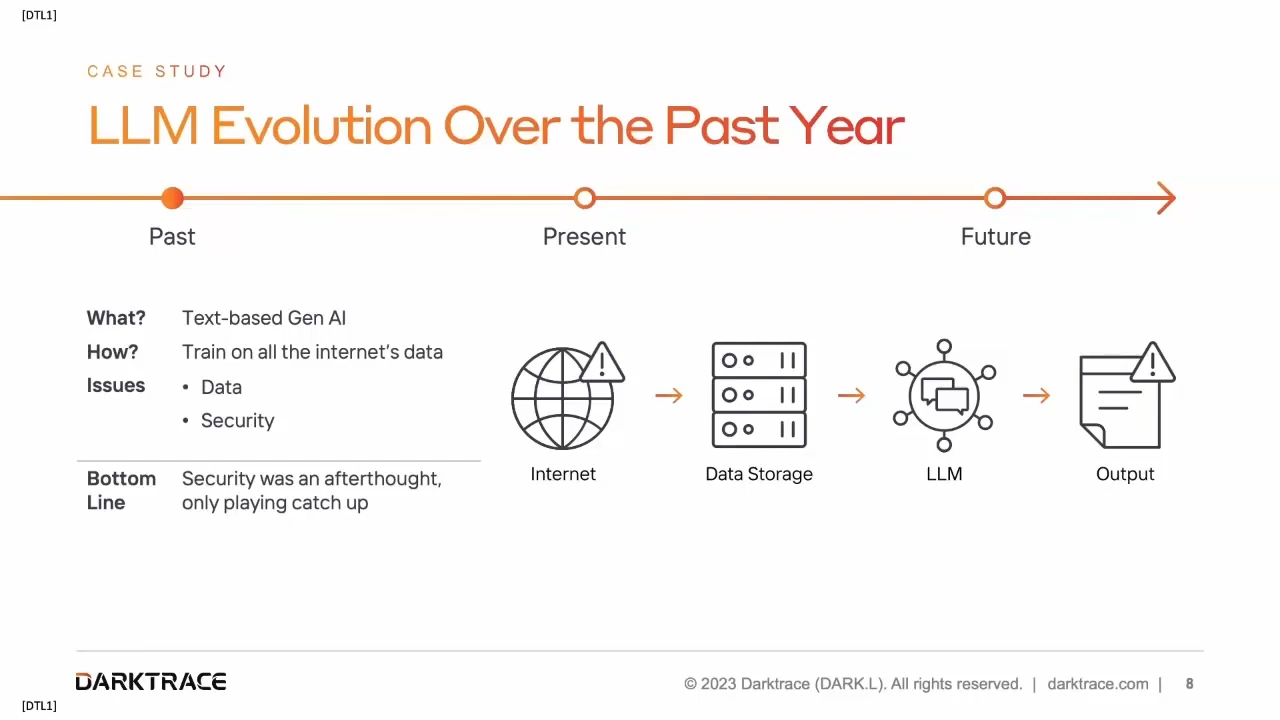 [DTL1]
CASE STUDY
LLM Evolution Over the Past Year
Past
Present
Future
What? Text-based Gen AI
How? Train on all the internet's data
Issues • Data
• Security
Bottom Line Security was an afterthought,
only playing catch up
Internet
Data Storage
LLM
Output
DARKTRACE
© 2023 Darktrace (DARK.L). All rights reserved. | darktrace.com | 8
[DTL1]